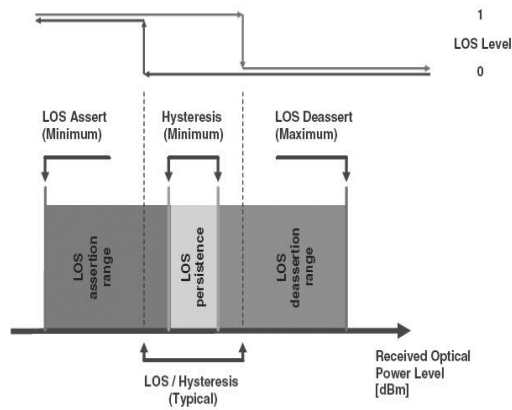 1
LOS Level
0
LOS Assert
(Minimum)
Hysteresis
(Minimum)
LOS Deassert
(Maximum)
LOS
assertion
range
LOS
persistence
LOS
deassertion
range
LOS / Hysteresis
(Typical)
Received Optical
Power Level
[dBm]